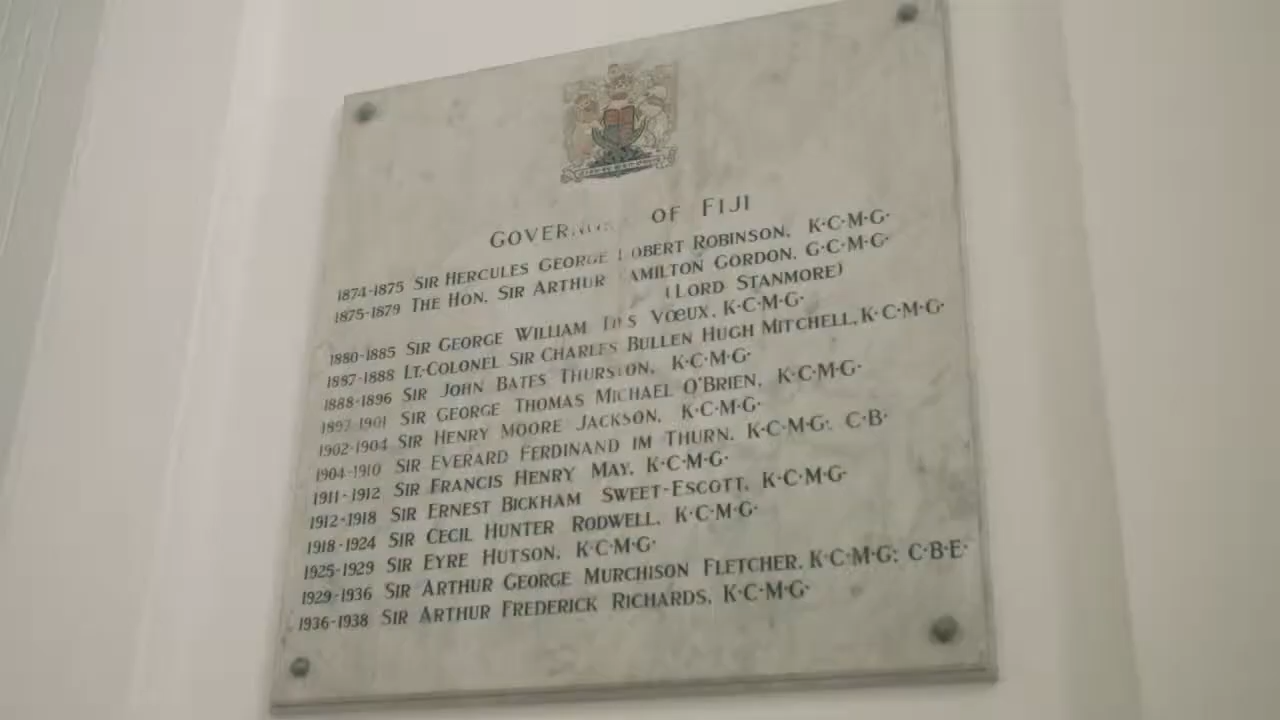 OF FIJI
1874-1875 SIR HERCULES GEORGE ROBINSON, K·C·M·G·
1875-1879 THE HON. SIR ARTHUR GORDON, G·C·M·G·
(LORD STANMORE)
1880-1885 SIR GEORGE WILLIAM VŒUX, K·C·M·G·
1887-1888 LT-COLONEL SIR CHARLES BULLEN HUGH MITCHELL, K·C·M·G·
1888-1896 SIR JOHN BATES THURSTON, K·C·M·G·
1897-1901 SIR GEORGE THOMAS MICHAEL O'BRIEN, K·C·M·G·
1902-1904 SIR HENRY MOORE JACKSON, K·C·M·G·
1904-1910 SIR EVERARD FERDINAND IM THURN, K·C·M·G·, C·B·
1911-1912 SIR FRANCIS HENRY MAY, K·C·M·G·
1912-1918 SIR ERNEST BICKHAM SWEET-ESCOTT, K·C·M·G·
1918-1924 SIR CECIL HUNTER RODWELL, K·C·M·G·
1925-1929 SIR EYRE HUTSON, K·C·M·G·
1929-1936 SIR ARTHUR GEORGE MURCHISON FLETCHER, K·C·M·G·, C·B·E·
1936-1938 SIR ARTHUR FREDERICK RICHARDS, K·C·M·G·